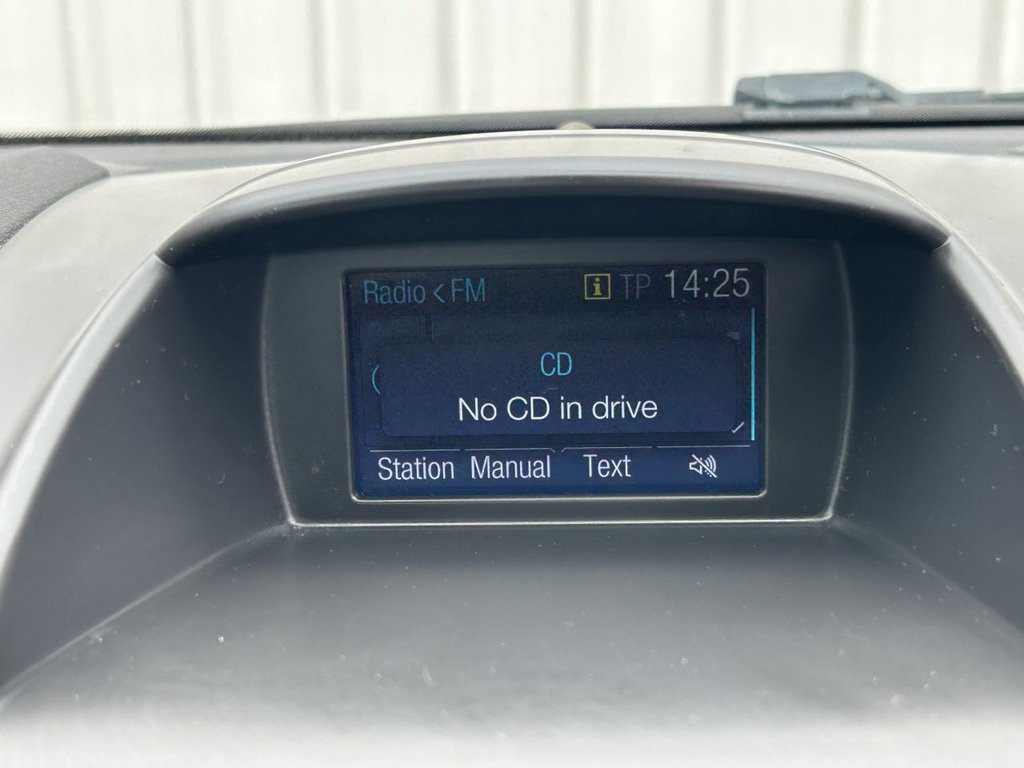 Radio < FM i TP 14:25
CD
No CD in drive
Station Manual Text